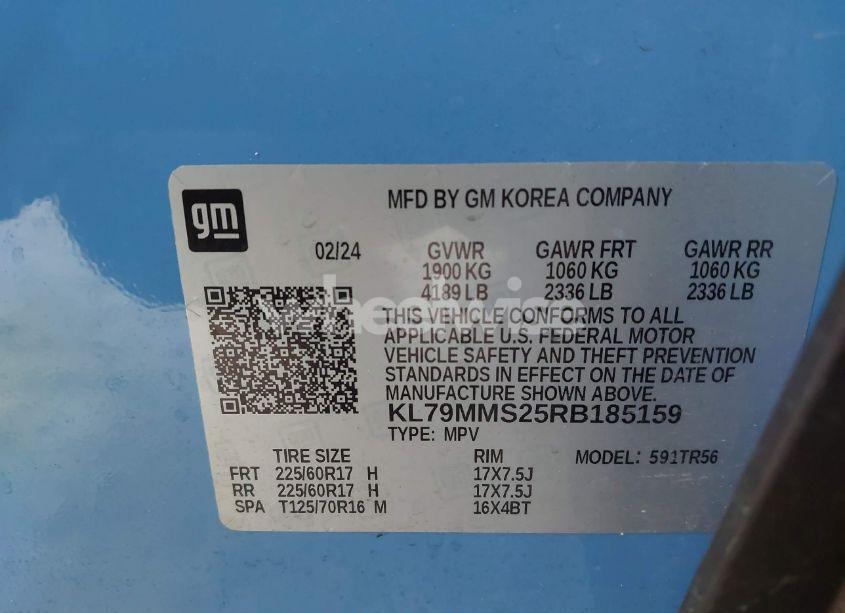 gm
MFD BY GM KOREA COMPANY
02/24 GVWR GAWR FRT GAWR RR
1900 KG 1060 KG 1060 KG
4189 LB 2336 LB 2336 LB
THIS VEHICLE CONFORMS TO ALL
APPLICABLE U.S. FEDERAL MOTOR
VEHICLE SAFETY AND THEFT PREVENTION
STANDARDS IN EFFECT ON THE DATE OF
MANUFACTURE SHOWN ABOVE.
KL79MMS25RB185159
TYPE: MPV
TIRE SIZE RIM MODEL: 591TR56
FRT 225/60R17 H 17X7.5J
RR 225/60R17 H 17X7.5J
SPA T125/70R16 M 16X4BT